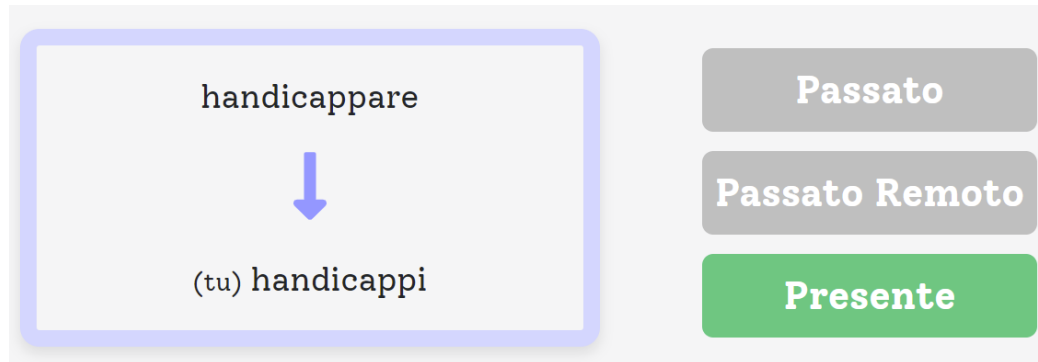 handicappare
(tu) handicappi
Passato
Passato Remoto
Presente